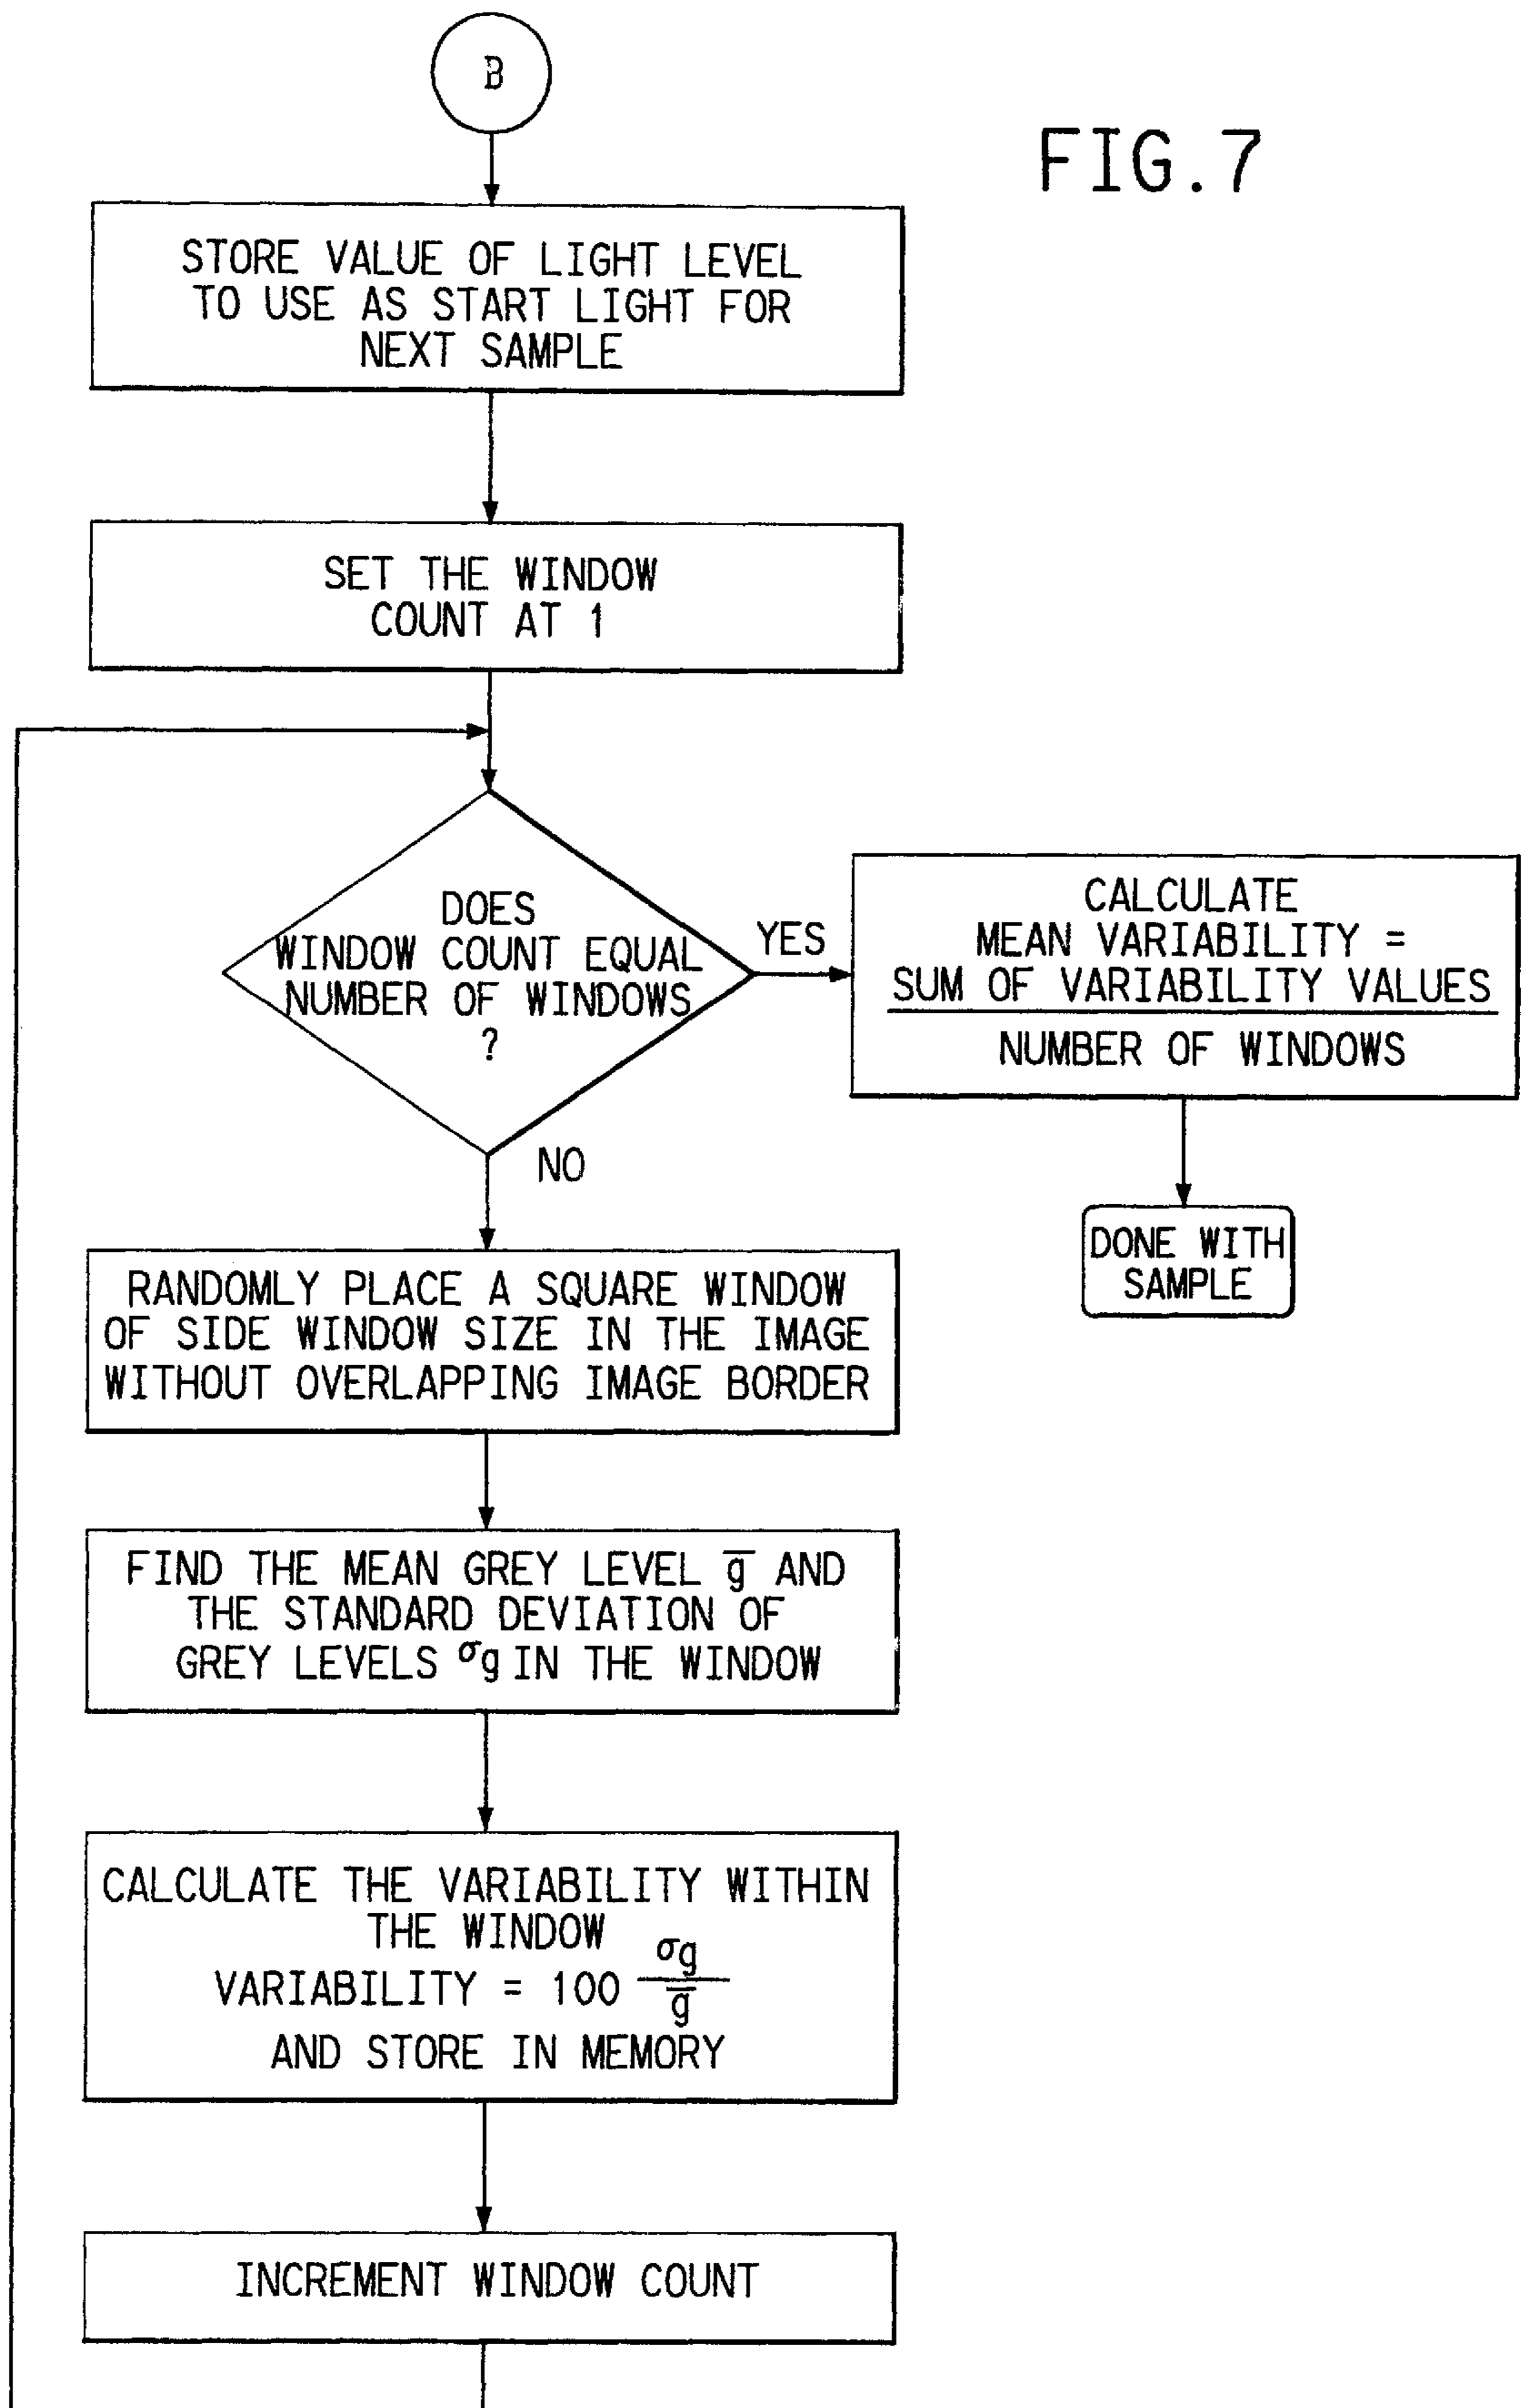 B
FIG.7
STORE VALUE OF LIGHT LEVEL
TO USE AS START LIGHT FOR
NEXT SAMPLE
SET THE WINDOW
COUNT AT 1
DOES
WINDOW COUNT EQUAL
NUMBER OF WINDOWS
?
YES
CALCULATE
MEAN VARIABILITY =
SUM OF VARIABILITY VALUES
NUMBER OF WINDOWS
DONE WITH
SAMPLE
NO
RANDOMLY PLACE A SQUARE WINDOW
OF SIDE WINDOW SIZE IN THE IMAGE
WITHOUT OVERLAPPING IMAGE BORDER
FIND THE MEAN GREY LEVEL g̅ AND
THE STANDARD DEVIATION OF
GREY LEVELS σg IN THE WINDOW
CALCULATE THE VARIABILITY WITHIN
THE WINDOW
VARIABILITY = 100 σg / g̅
AND STORE IN MEMORY
INCREMENT WINDOW COUNT